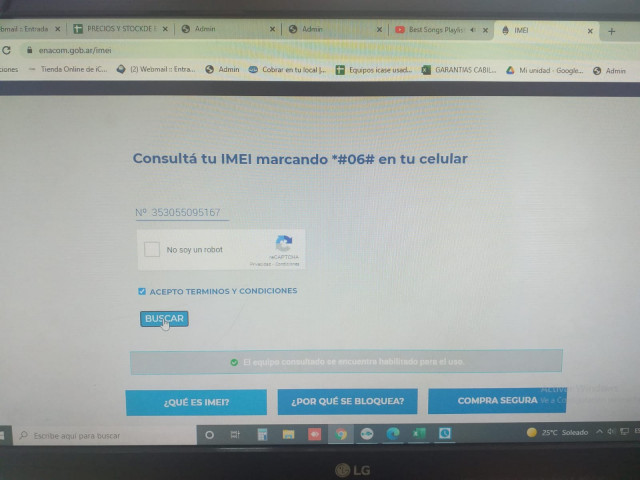 tmail :: Entrada
PRECIOS Y STOCKDE I
Admin
Admin
Best Songs Playlis
IMEI
enacom.gob.ar/imei
iones
Tienda Online de iC...
(2) Webmail :: Entra...
Admin
Cobrar en tu local |...
Equipos icase usad...
GARANTIAS CABIL...
Mi unidad - Google...
Admin
Consultá tu IMEI marcando *#06# en tu celular
Nº 353055095167
No soy un robot
reCAPTCHA
Privacidad - Condiciones
ACEPTO TERMINOS Y CONDICIONES
BUSCAR
El equipo consultado se encuentra habilitado para el uso.
¿QUÉ ES IMEI?
¿POR QUÉ SE BLOQUEA?
COMPRA SEGURA
Escribe aquí para buscar
25°C Soleado
LG